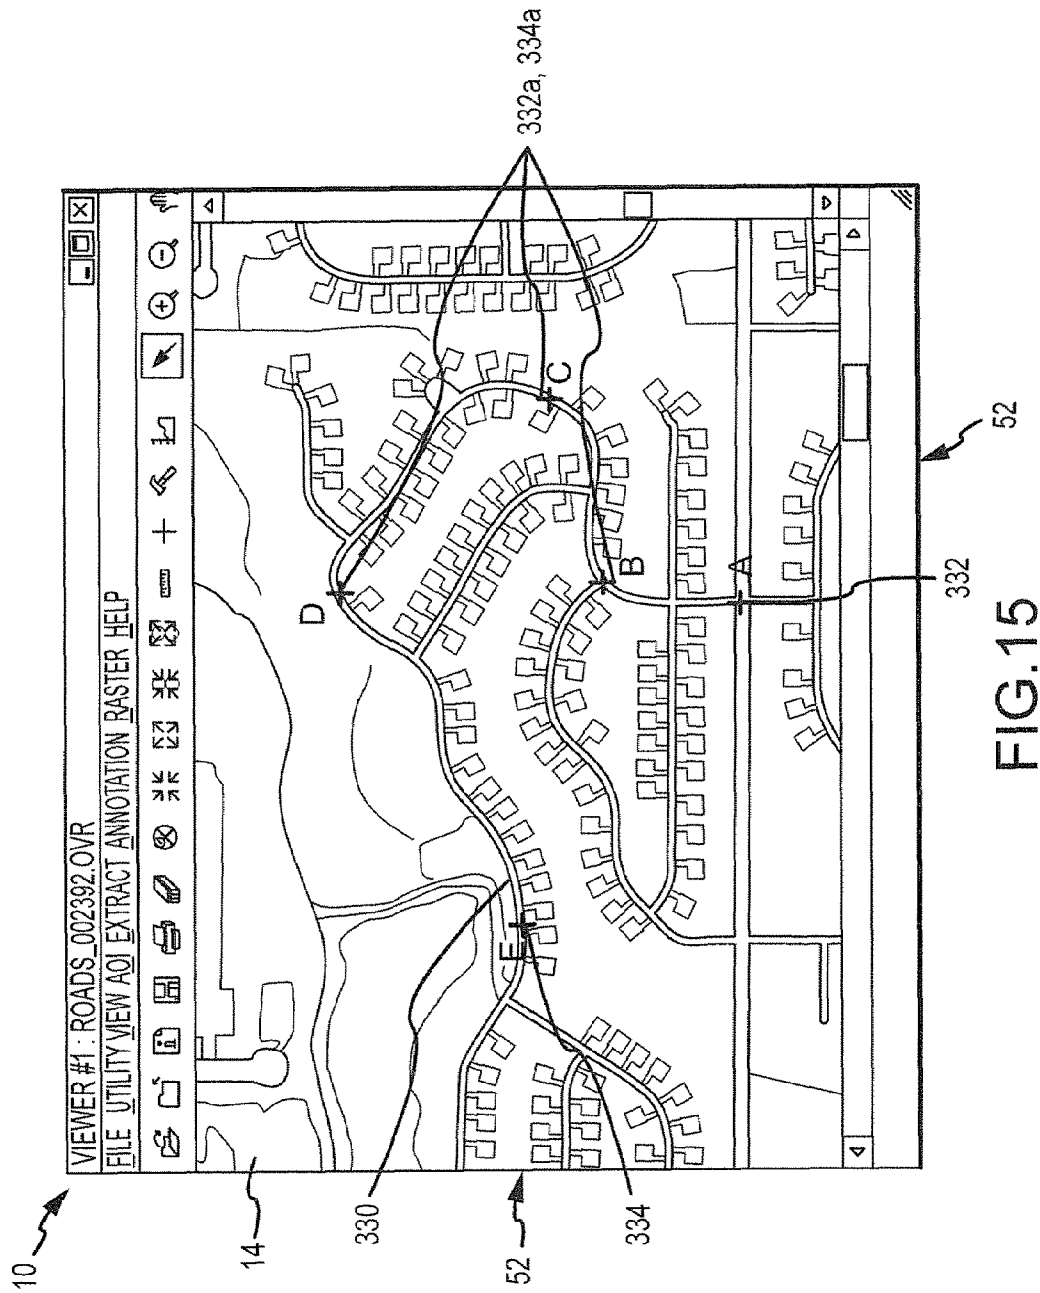 10
VIEWER #1 : ROADS_002392.OVR
FILE UTILITY VIEW AOI EXTRACT ANNOTATION RASTER HELP
14
330
52
334
332a, 334a
D
C
B
A
E
332
52
FIG.15